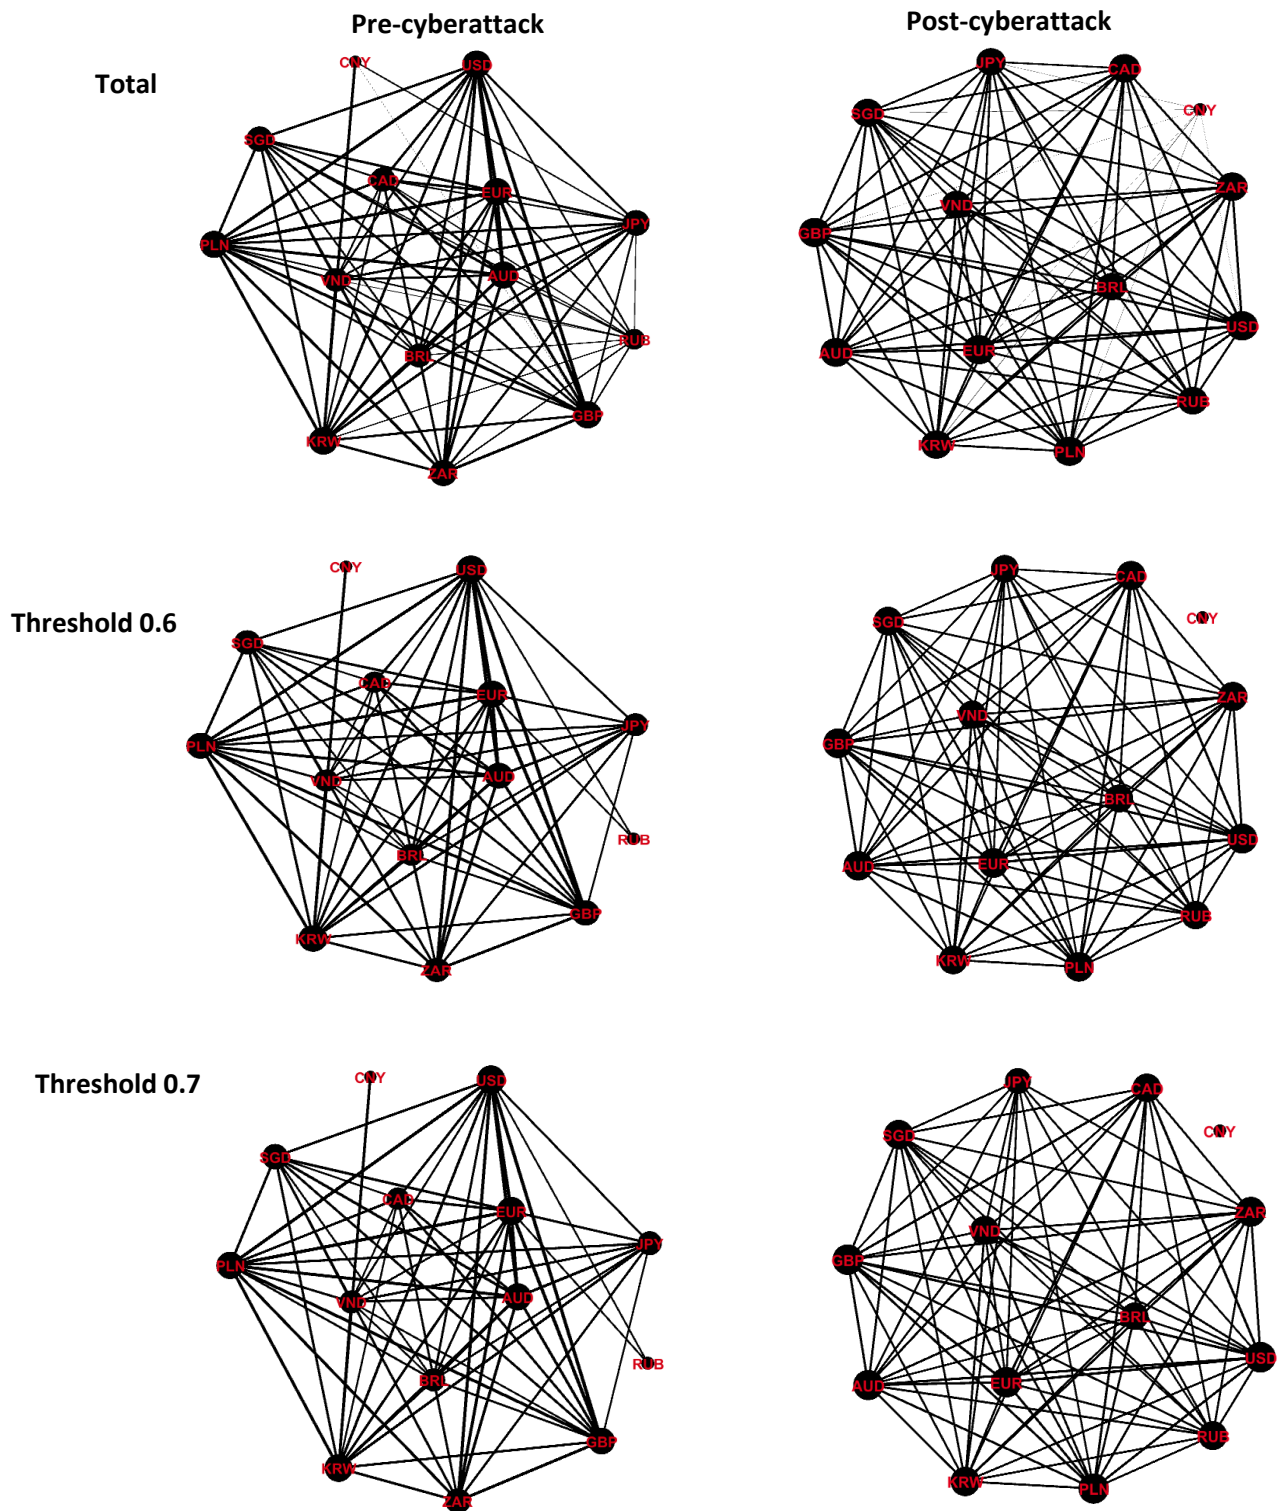 Pre-cyberattack
Post-cyberattack
Total
CNY
USD
SGD
CAD
EUR
JPY
PLN
VND
AUD
RUB
BRL
GBP
KRW
ZAR
JPY
CAD
CNY
SGD
ZAR
VND
GBP
BRL
USD
AUD
EUR
RUB
KRW
PLN
Threshold 0.6
CNY
USD
SGD
CAD
EUR
JPY
PLN
VND
AUD
RUB
BRL
GBP
KRW
ZAR
JPY
CAD
CNY
SGD
ZAR
VND
GBP
BRL
USD
AUD
EUR
RUB
KRW
PLN
Threshold 0.7
CNY
USD
SGD
CAD
EUR
JPY
PLN
VND
AUD
RUB
BRL
GBP
KRW
ZAR
JPY
CAD
CNY
SGD
ZAR
VND
GBP
BRL
USD
AUD
EUR
RUB
KRW
PLN